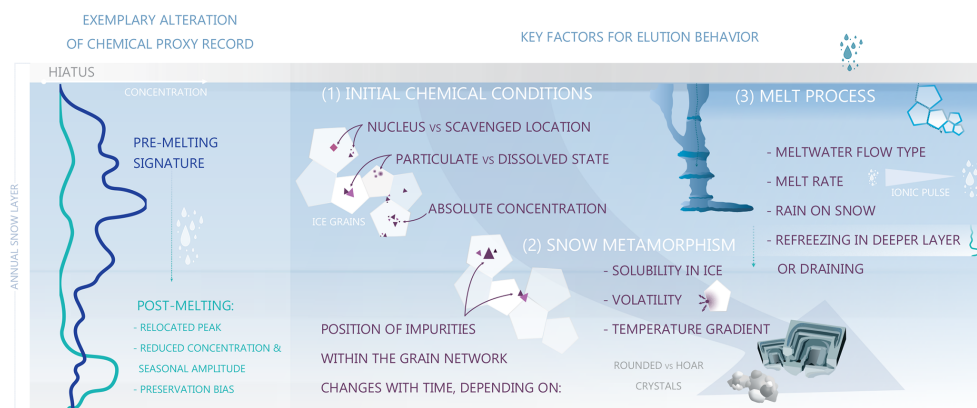 EXEMPLARY ALTERATION
OF CHEMICAL PROXY RECORD
KEY FACTORS FOR ELUTION BEHAVIOR
HIATUS
CONCENTRATION
ANNUAL SNOW LAYER
PRE-MELTING
SIGNATURE
POST-MELTING:
- RELOCATED PEAK
- REDUCED CONCENTRATION &
SEASONAL AMPLITUDE
- PRESERVATION BIAS
(1) INITIAL CHEMICAL CONDITIONS
NUCLEUS vs SCAVENGED LOCATION
PARTICULATE vs DISSOLVED STATE
ABSOLUTE CONCENTRATION
ICE GRAINS
(2) SNOW METAMORPHISM
- SOLUBILITY IN ICE
- VOLATILITY
- TEMPERATURE GRADIENT
POSITION OF IMPURITIES
WITHIN THE GRAIN NETWORK
CHANGES WITH TIME, DEPENDING ON:
ROUNDED vs HOAR
CRYSTALS
(3) MELT PROCESS
- MELTWATER FLOW TYPE
- MELT RATE
- RAIN ON SNOW
- REFREEZING IN DEEPER LAYER
OR DRAINING
IONIC PULSE